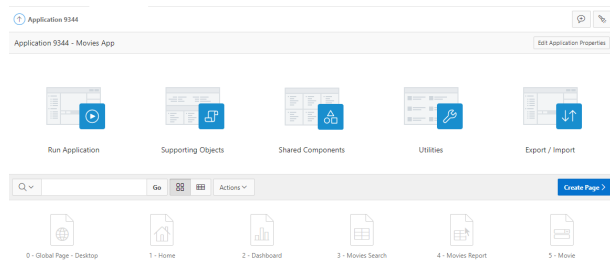 Application 9344
Application 9344 - Movies App
Edit Application Properties
Run Application
Supporting Objects
Shared Components
Utilities
Export / Import
Go
Actions
Create Page
0 - Global Page - Desktop
1 - Home
2 - Dashboard
3 - Movies Search
4 - Movies Report
5 - Movie